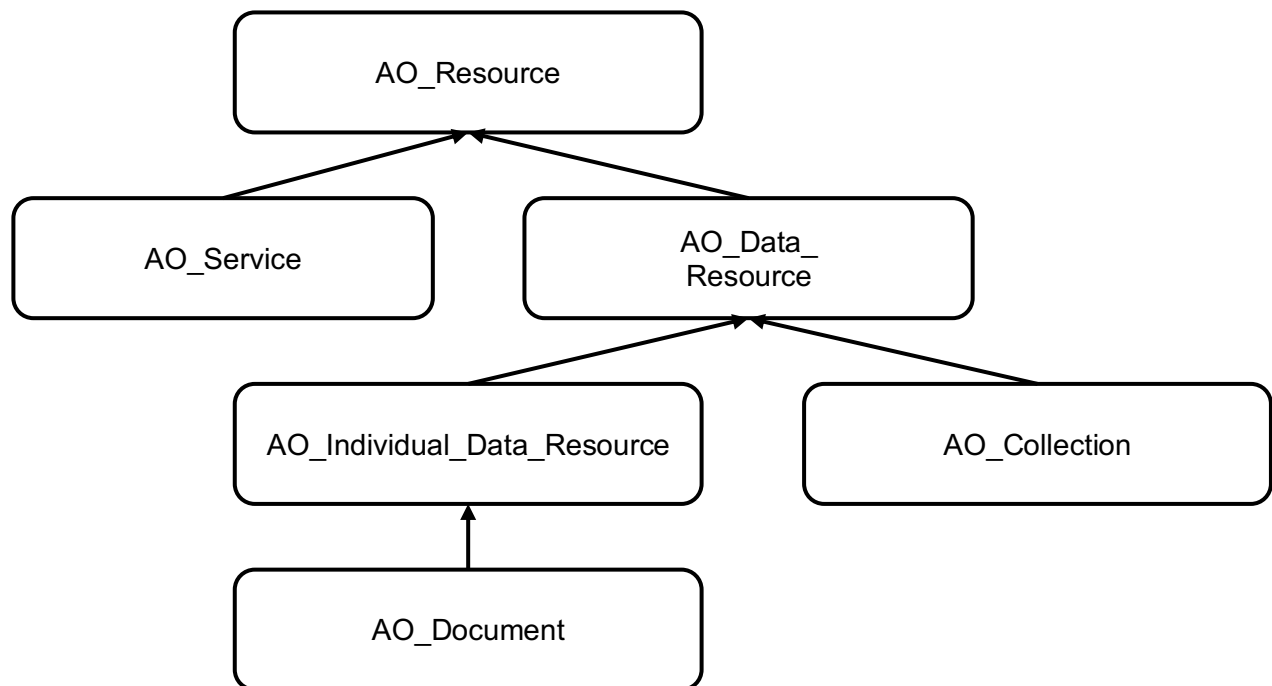 AO_Resource
AO_Service
AO_Data_
Resource
AO_Individual_Data_Resource
AO_Collection
AO_Document